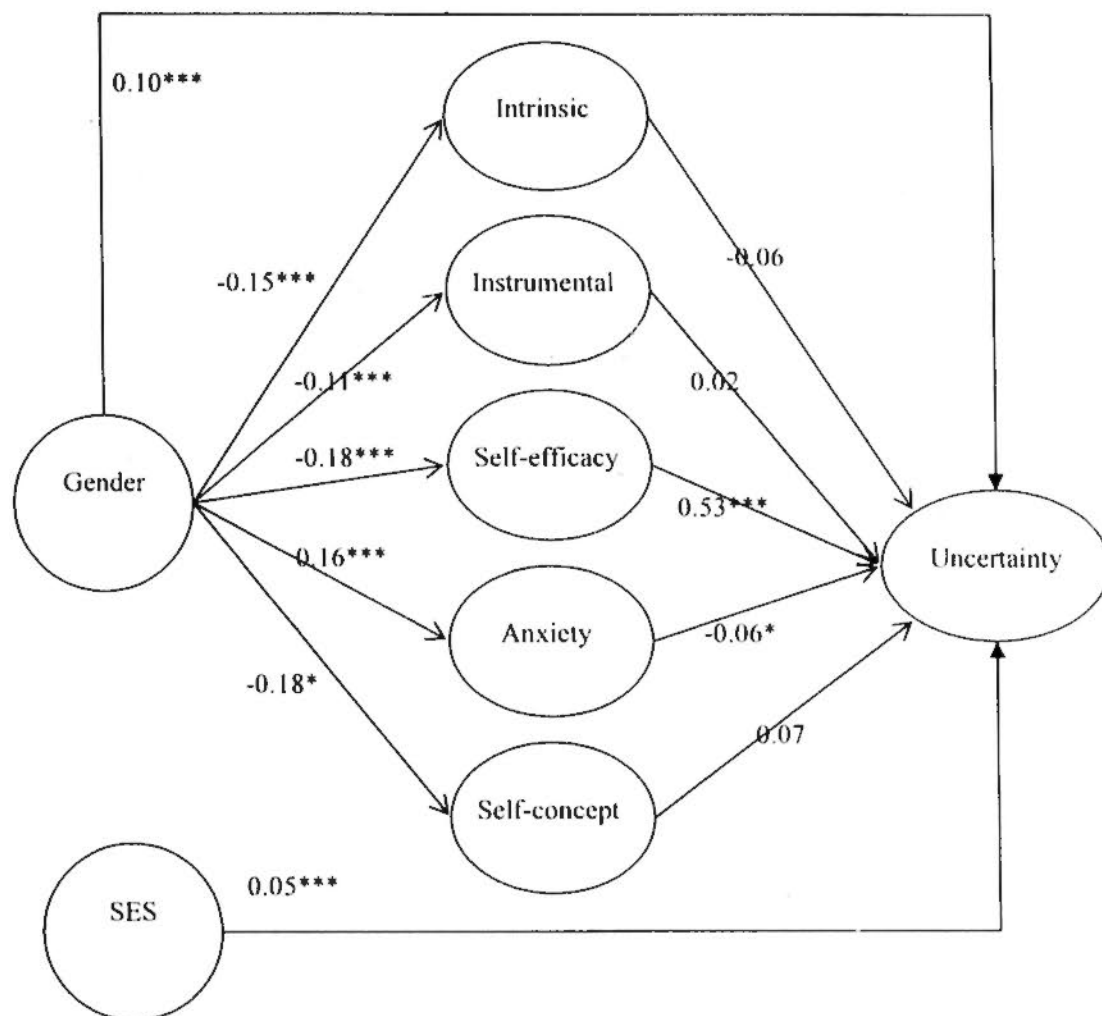 0.10***
Intrinsic
-0.15***
-0.06
Instrumental
-0.11***
0.02
Gender
-0.18***
Self-efficacy
0.53***
Uncertainty
0.16***
Anxiety
-0.06*
-0.18*
0.07
Self-concept
SES
0.05***